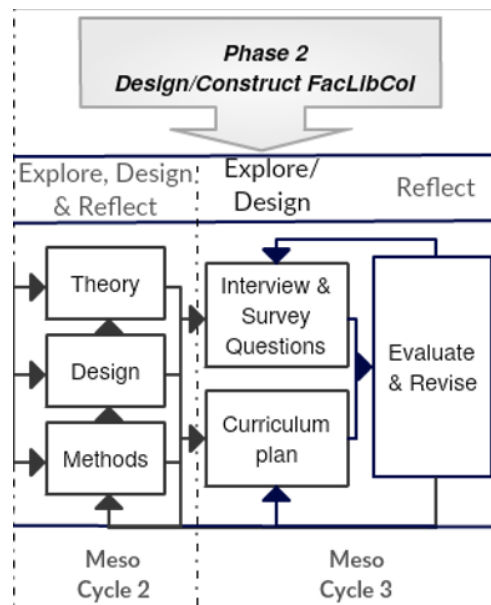 Phase 2
Design/Construct FacLibCol
Explore, Design
& Reflect
Explore/
Design
Reflect
Theory
Design
Methods
Interview &
Survey
Questions
Curriculum
plan
Evaluate
& Revise
Meso
Cycle 2
Meso
Cycle 3